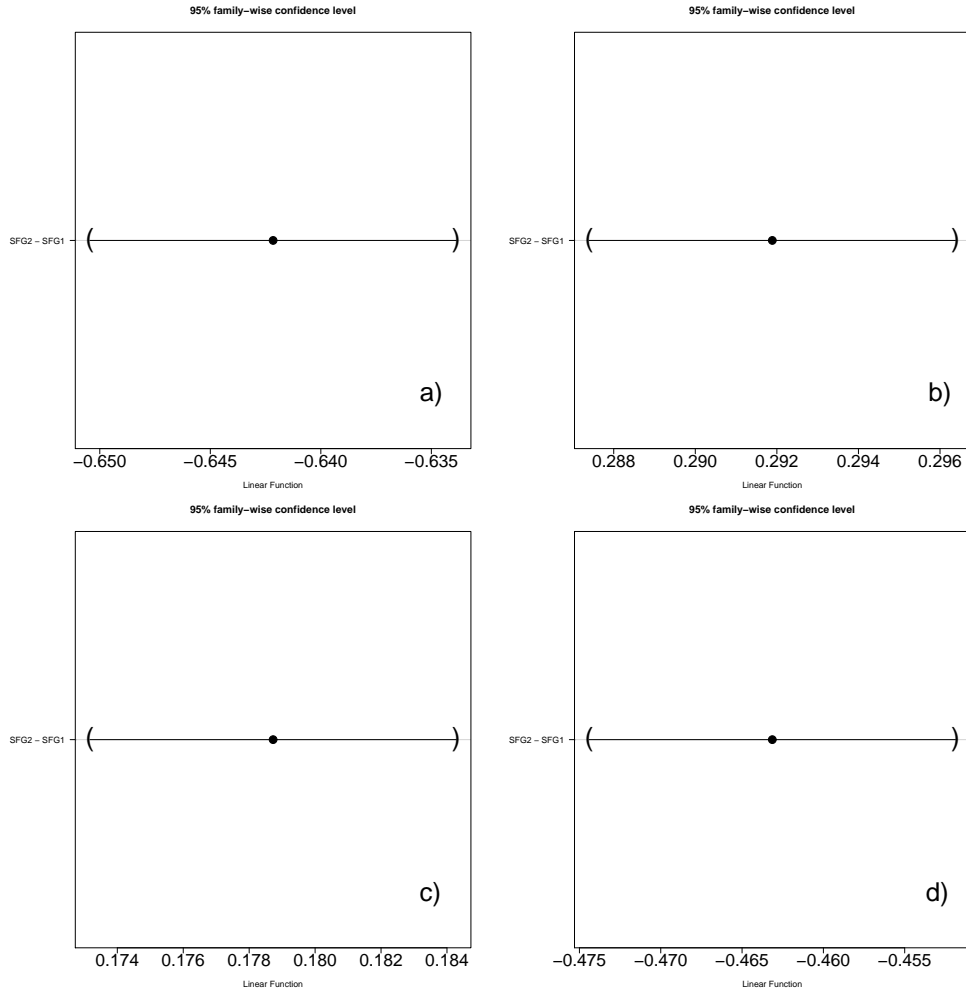 95% family−wise confidence level
SFG2 − SFG1
a)
−0.650 −0.645 −0.640 −0.635
Linear Function
95% family−wise confidence level
SFG2 − SFG1
b)
0.288 0.290 0.292 0.294 0.296
Linear Function
95% family−wise confidence level
SFG2 − SFG1
c)
0.174 0.176 0.178 0.180 0.182 0.184
Linear Function
95% family−wise confidence level
SFG2 − SFG1
d)
−0.475 −0.470 −0.465 −0.460 −0.455
Linear Function